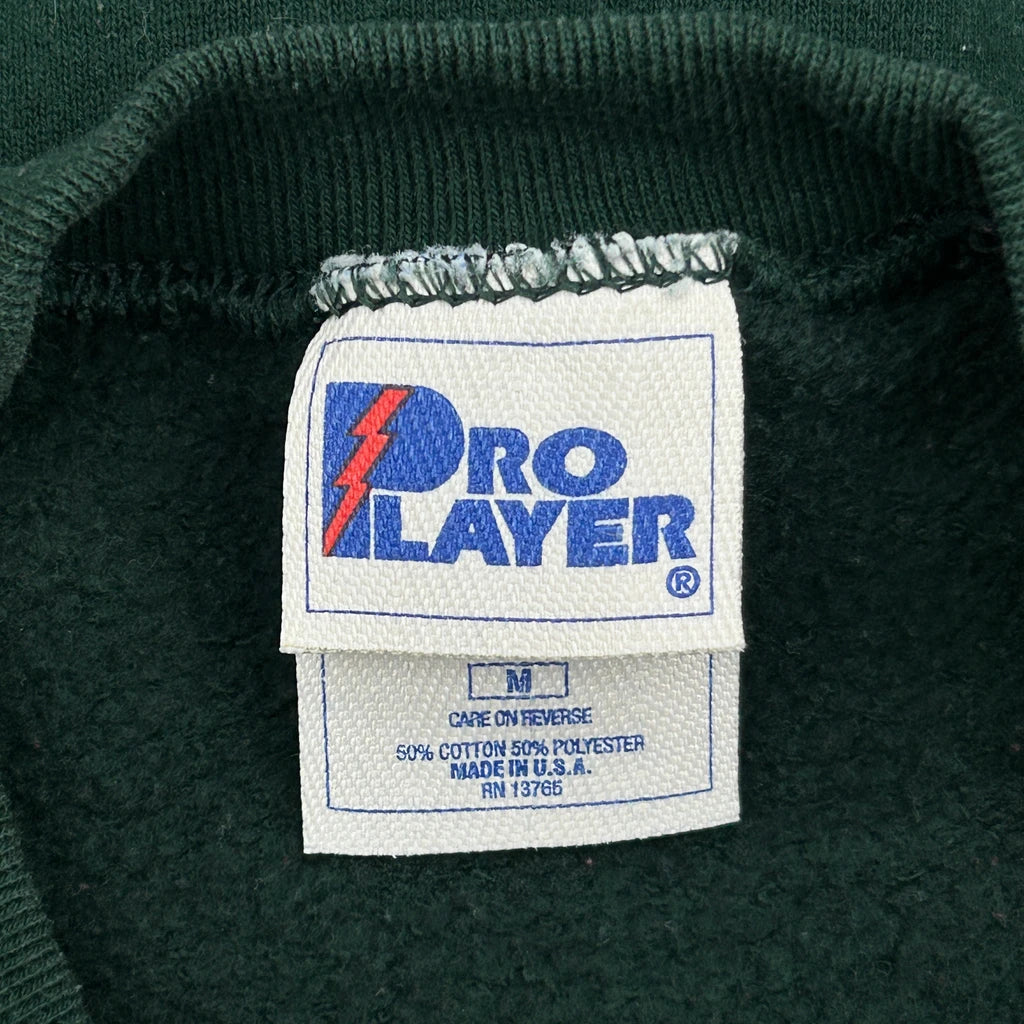 PRO
PLAYER
®
M
CARE ON REVERSE
50% COTTON 50% POLYESTER
MADE IN U.S.A.
RN 13765